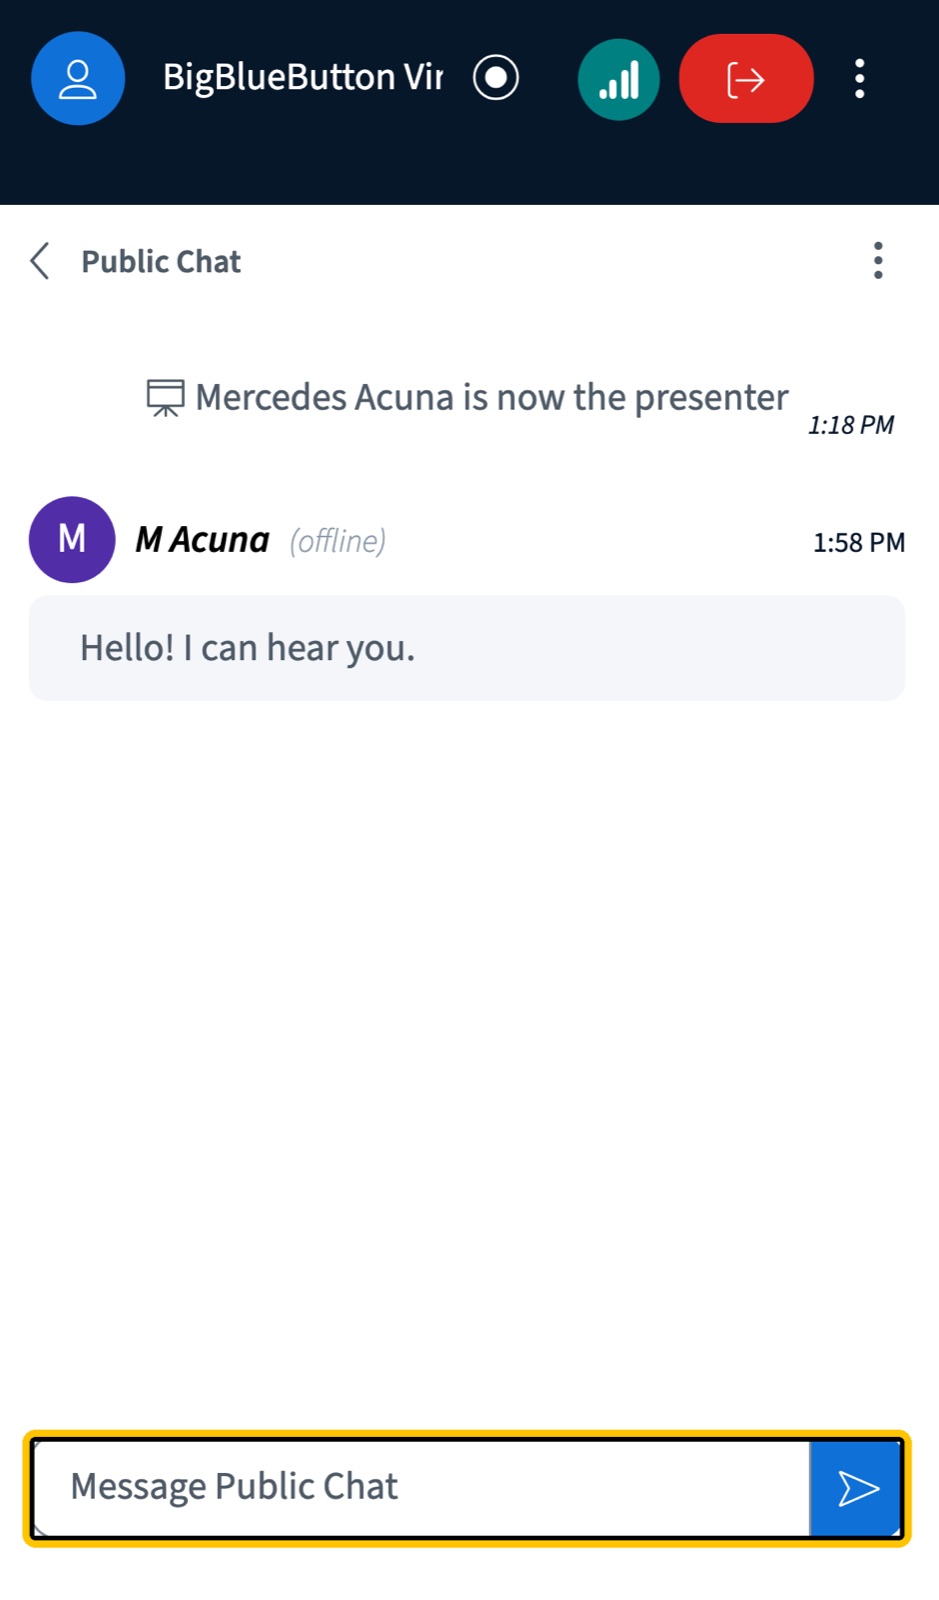 BigBlueButton Vir
Public Chat
Mercedes Acuna is now the presenter
1:18 PM
M
M Acuna (offline)
1:58 PM
Hello! I can hear you.
Message Public Chat